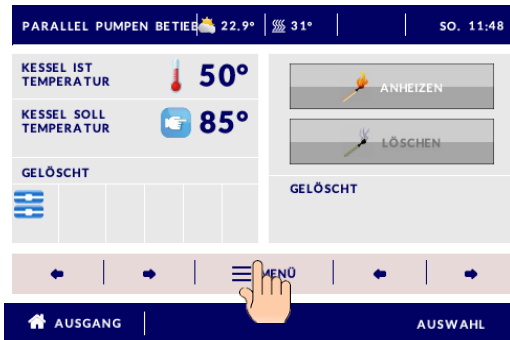 PARALLEL PUMPEN BETIEB 22.9° 31° SO. 11:48
KESSEL IST
TEMPERATUR 50°
KESSEL SOLL
TEMPERATUR 85°
GELÖSCHT
ANHEIZEN
LÖSCHEN
GELÖSCHT
MENÜ
AUSGANG AUSWAHL